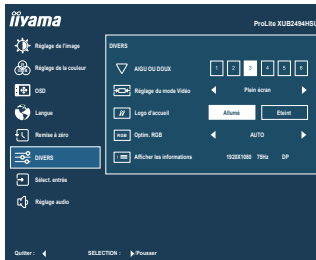 iiyama
ProLite XUB2494HSU
Réglage de l'image
Réglage de la couleur
OSD
Langue
Remise à zéro
DIVERS
Sélect. entrée
Réglage audio
DIVERS
AIGU OU DOUX 1 2 3 4 5 6
Réglage du mode Vidéo Plein écran
Logo d'accueil Allumé Eteint
RGB Optim. RGB AUTO
Afficher les informations 1920X1080 75Hz DP
Quitter : SELECTION : /Pousser